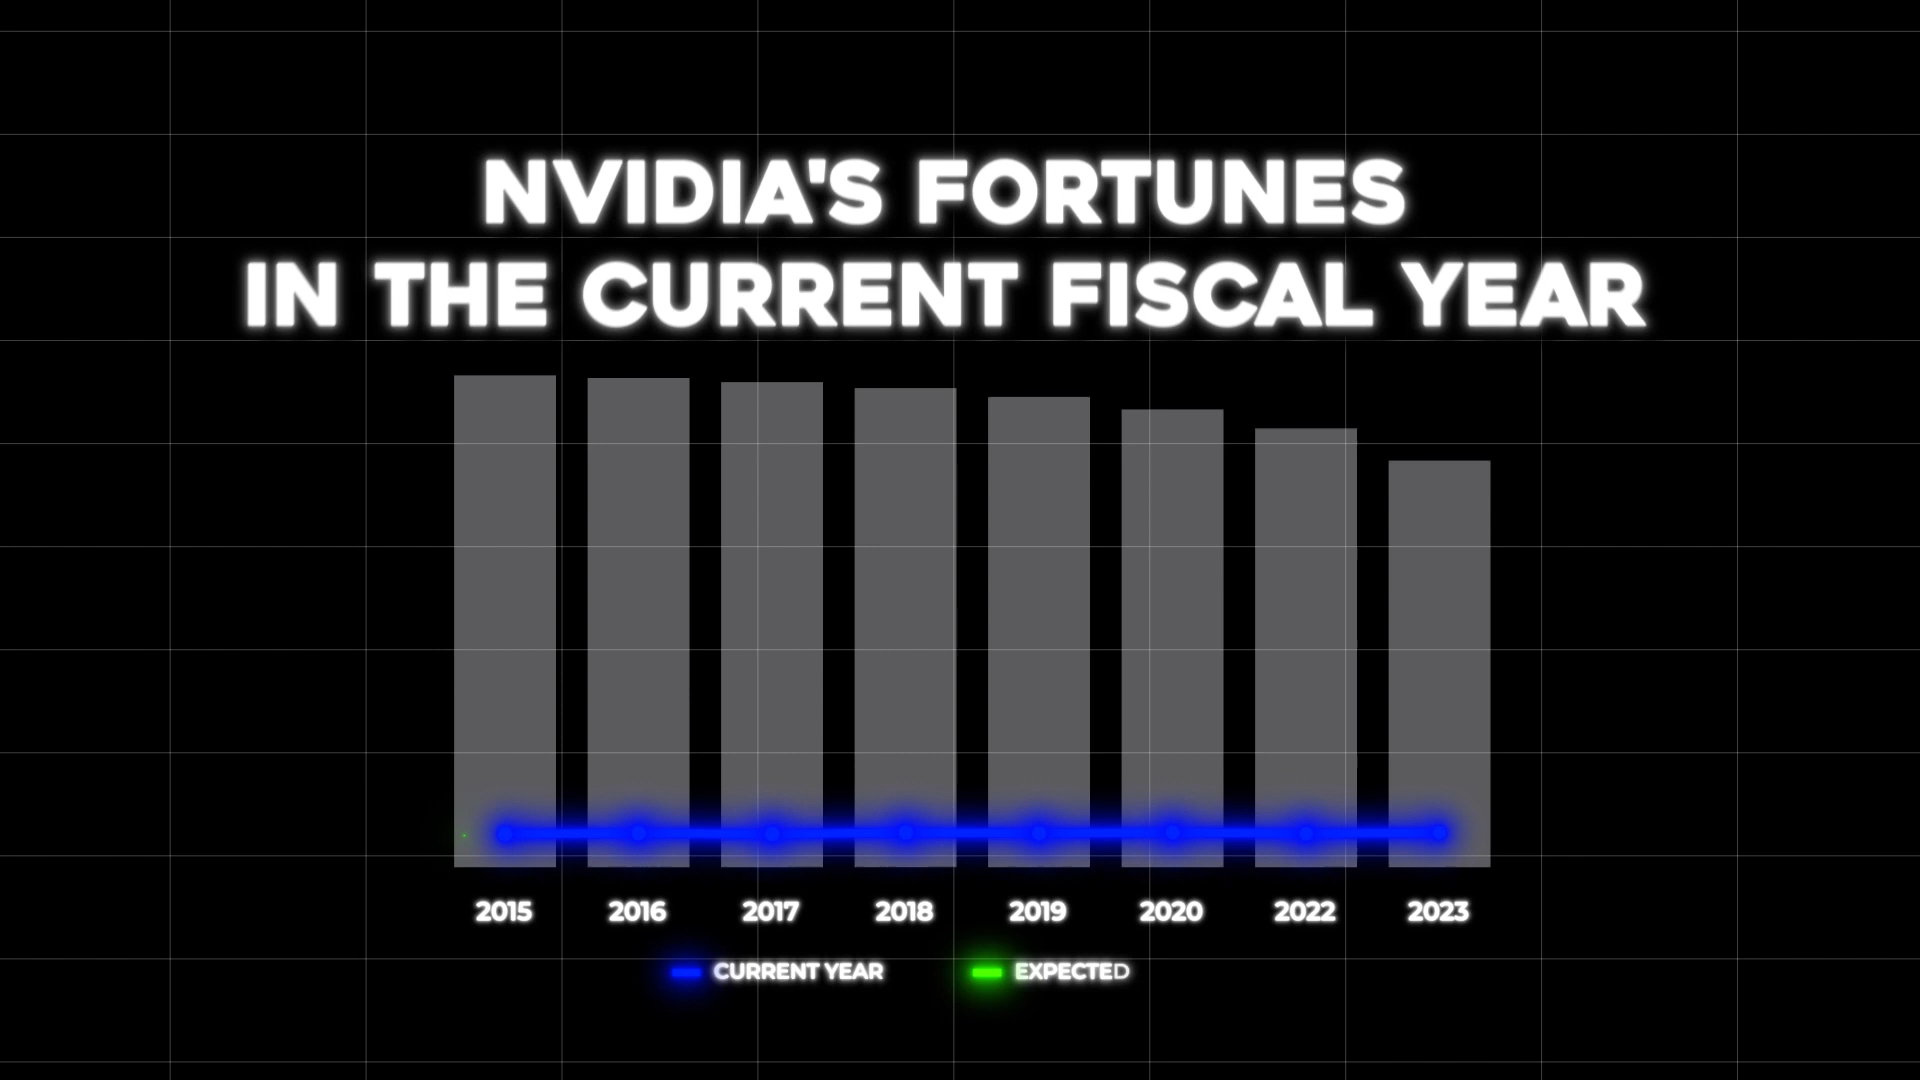 NVIDIA'S FORTUNES
IN THE CURRENT FISCAL YEAR
2015 2016 2017 2018 2019 2020 2022 2023
CURRENT YEAR EXPECTED